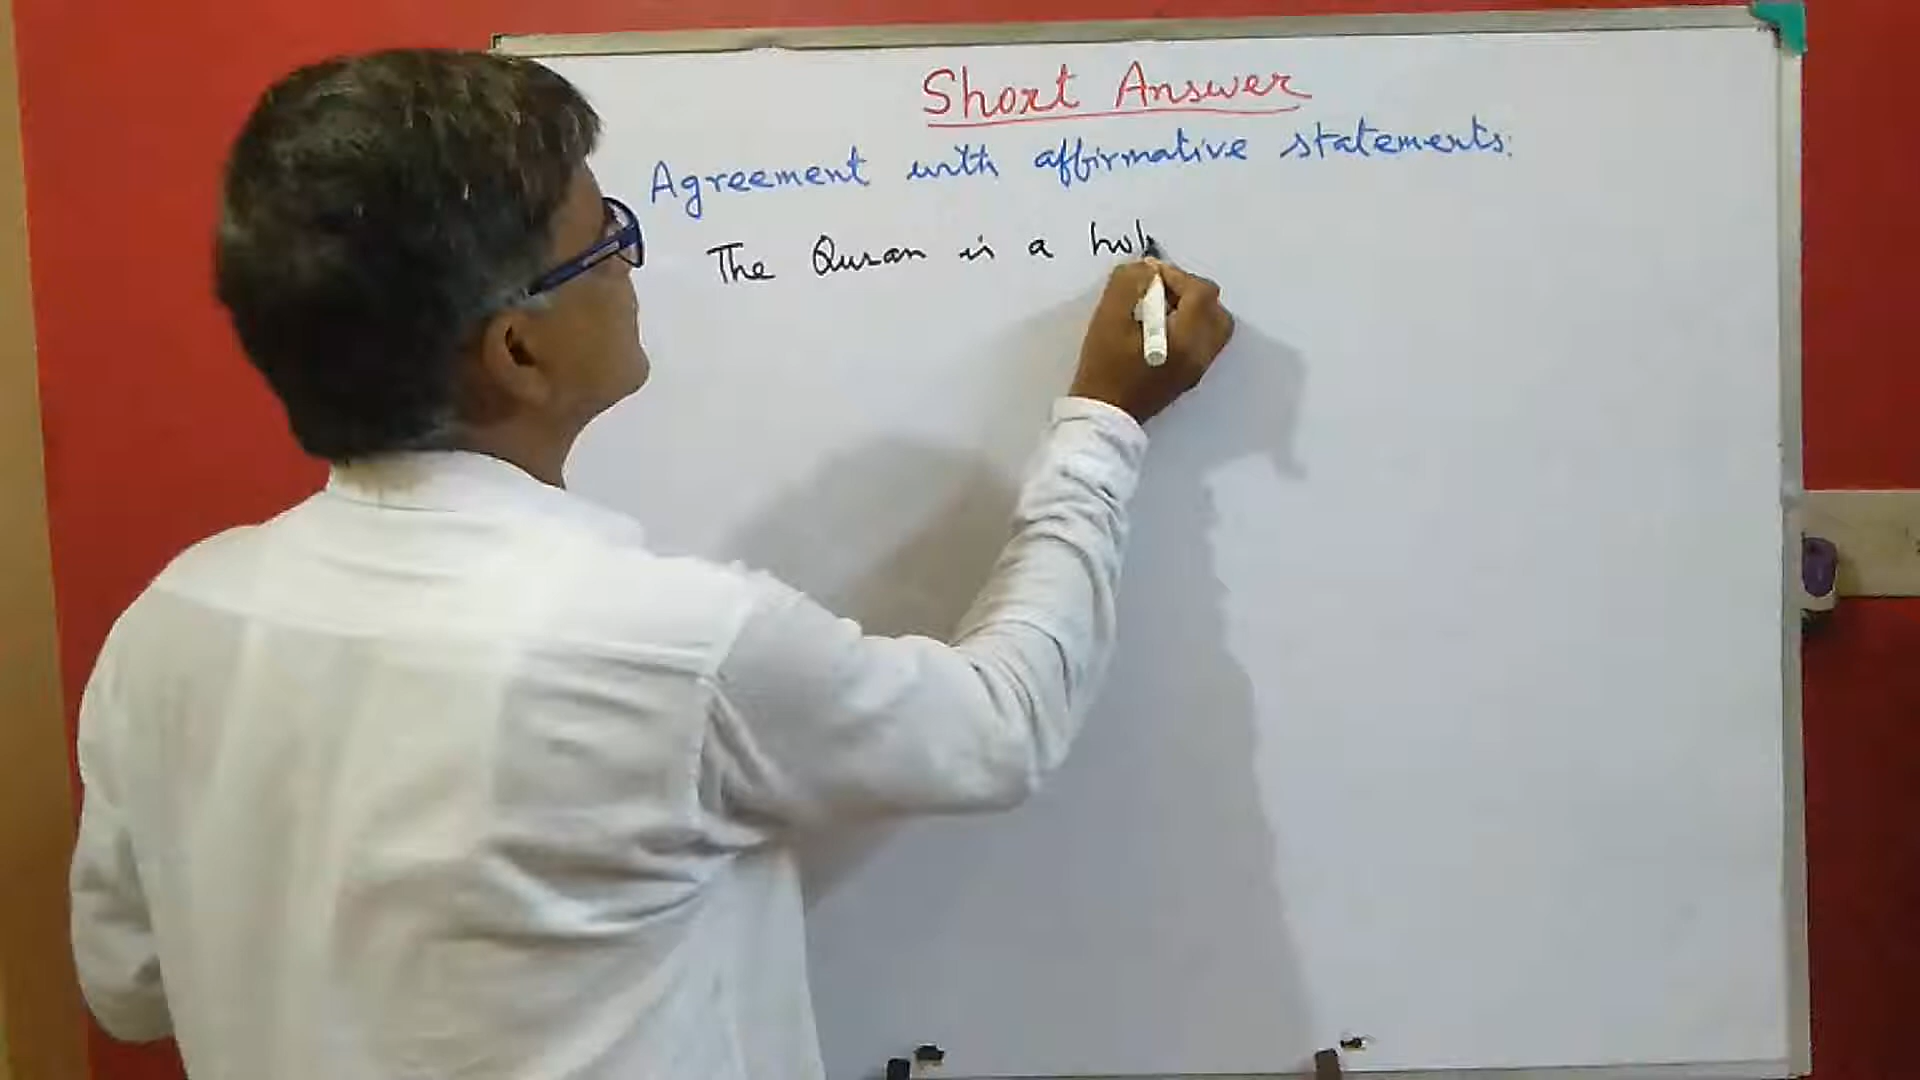 Short Answer
Agreement with affirmative statements:
The Quran is a hol